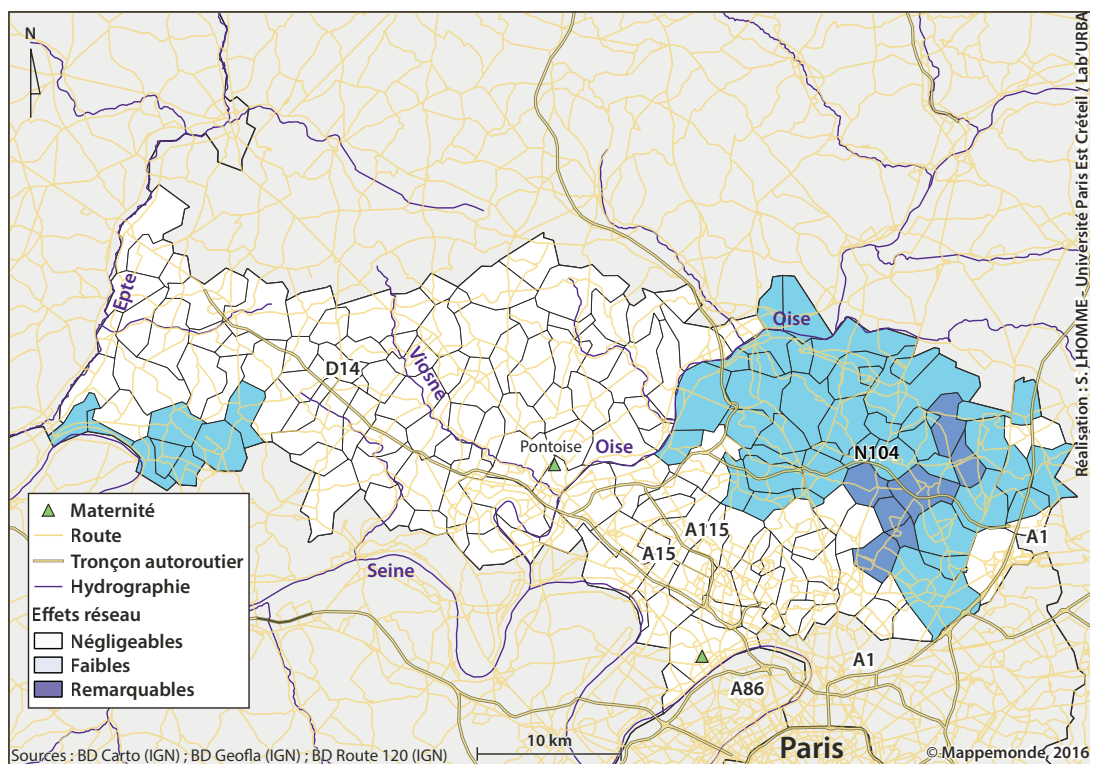 N
Epte
Viosne
D14
Oise
Pontoise
Oise
N104
A115
A15
A1
Seine
A1
A86
Paris
10 km
Maternité
Route
Tronçon autoroutier
Hydrographie
Effets réseau
Négligeables
Faibles
Remarquables
Sources : BD Carto (IGN) ; BD Geofla (IGN) ; BD Route 120 (IGN)
© Mappemonde, 2016
Réalisation : S. LHOMME - Université Paris Est Créteil / Lab'URBA